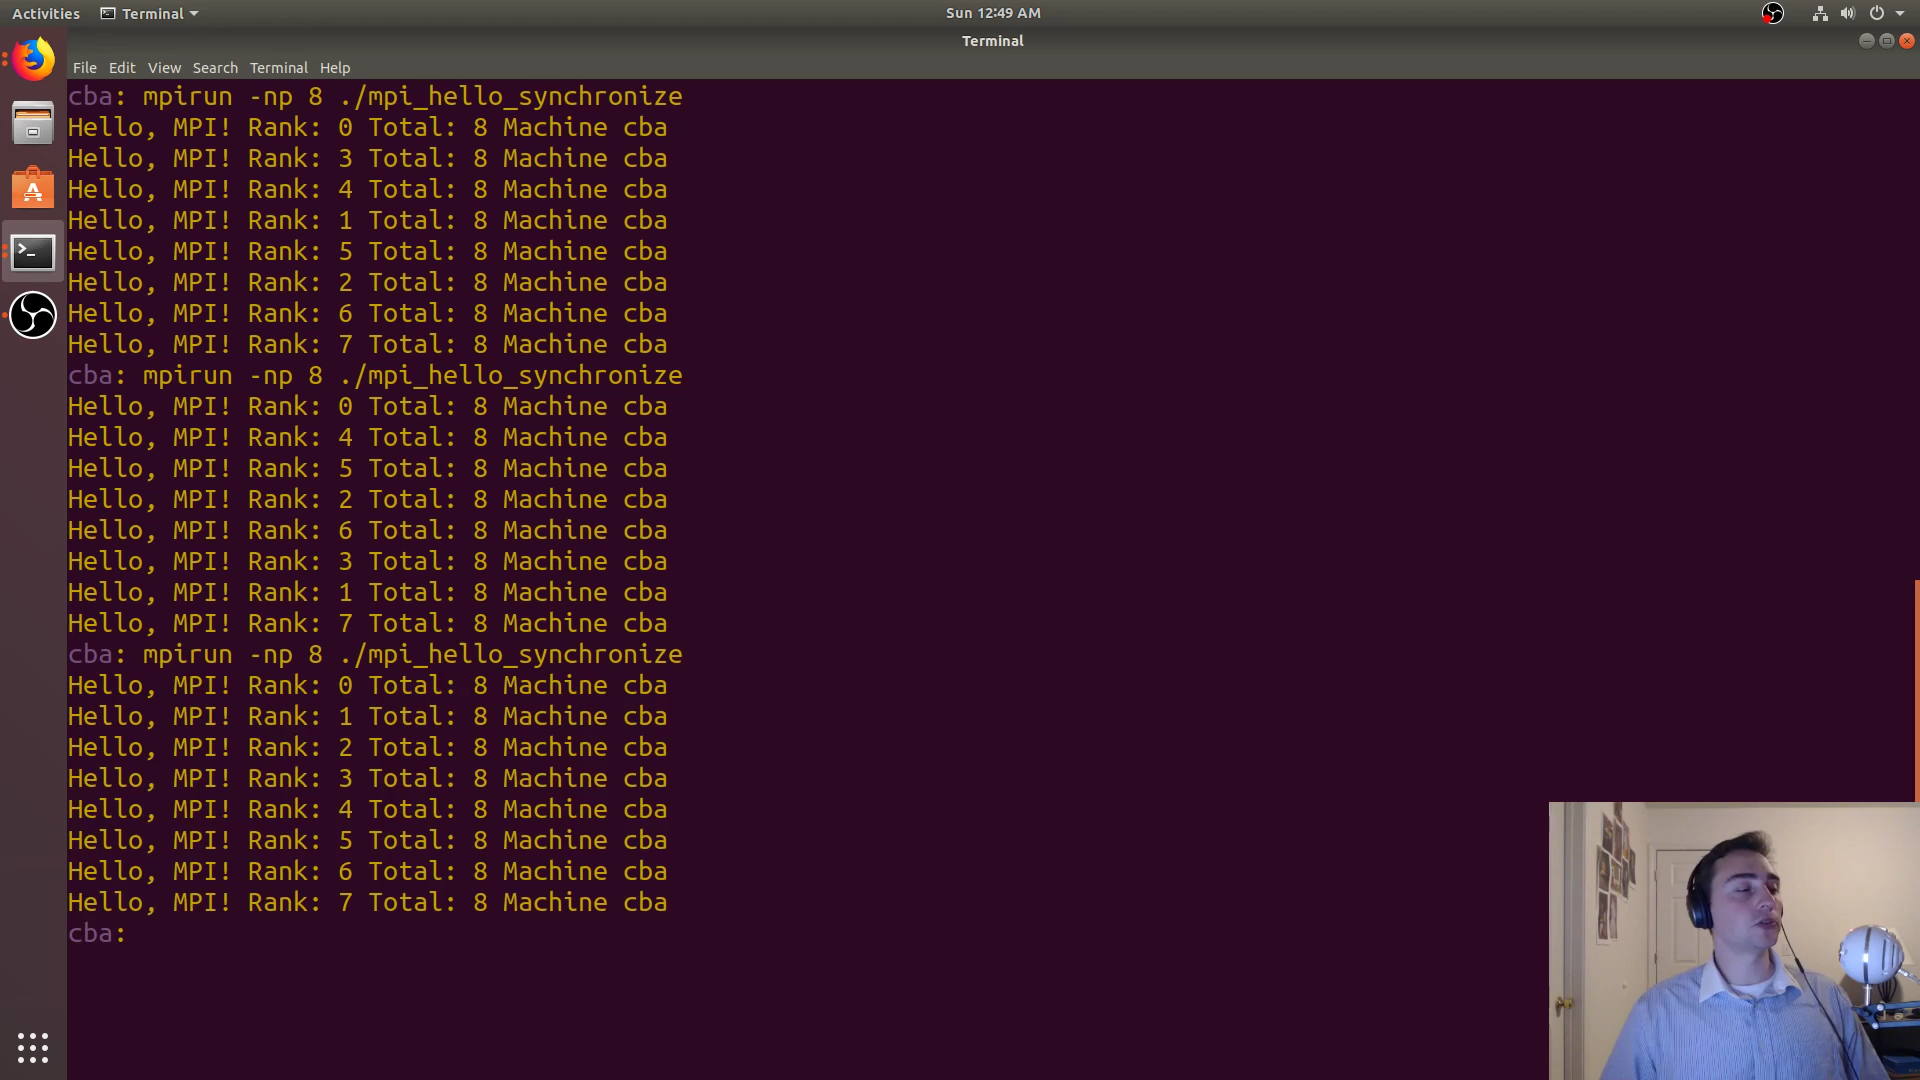 Activities Terminal Sun 12:49 AM
Terminal
File Edit View Search Terminal Help
cba: mpirun -np 8 ./mpi_hello_synchronize
Hello, MPI! Rank: 0 Total: 8 Machine cba
Hello, MPI! Rank: 3 Total: 8 Machine cba
Hello, MPI! Rank: 4 Total: 8 Machine cba
Hello, MPI! Rank: 1 Total: 8 Machine cba
Hello, MPI! Rank: 5 Total: 8 Machine cba
Hello, MPI! Rank: 2 Total: 8 Machine cba
Hello, MPI! Rank: 6 Total: 8 Machine cba
Hello, MPI! Rank: 7 Total: 8 Machine cba
cba: mpirun -np 8 ./mpi_hello_synchronize
Hello, MPI! Rank: 0 Total: 8 Machine cba
Hello, MPI! Rank: 4 Total: 8 Machine cba
Hello, MPI! Rank: 5 Total: 8 Machine cba
Hello, MPI! Rank: 2 Total: 8 Machine cba
Hello, MPI! Rank: 6 Total: 8 Machine cba
Hello, MPI! Rank: 3 Total: 8 Machine cba
Hello, MPI! Rank: 1 Total: 8 Machine cba
Hello, MPI! Rank: 7 Total: 8 Machine cba
cba: mpirun -np 8 ./mpi_hello_synchronize
Hello, MPI! Rank: 0 Total: 8 Machine cba
Hello, MPI! Rank: 1 Total: 8 Machine cba
Hello, MPI! Rank: 2 Total: 8 Machine cba
Hello, MPI! Rank: 3 Total: 8 Machine cba
Hello, MPI! Rank: 4 Total: 8 Machine cba
Hello, MPI! Rank: 5 Total: 8 Machine cba
Hello, MPI! Rank: 6 Total: 8 Machine cba
Hello, MPI! Rank: 7 Total: 8 Machine cba
cba: